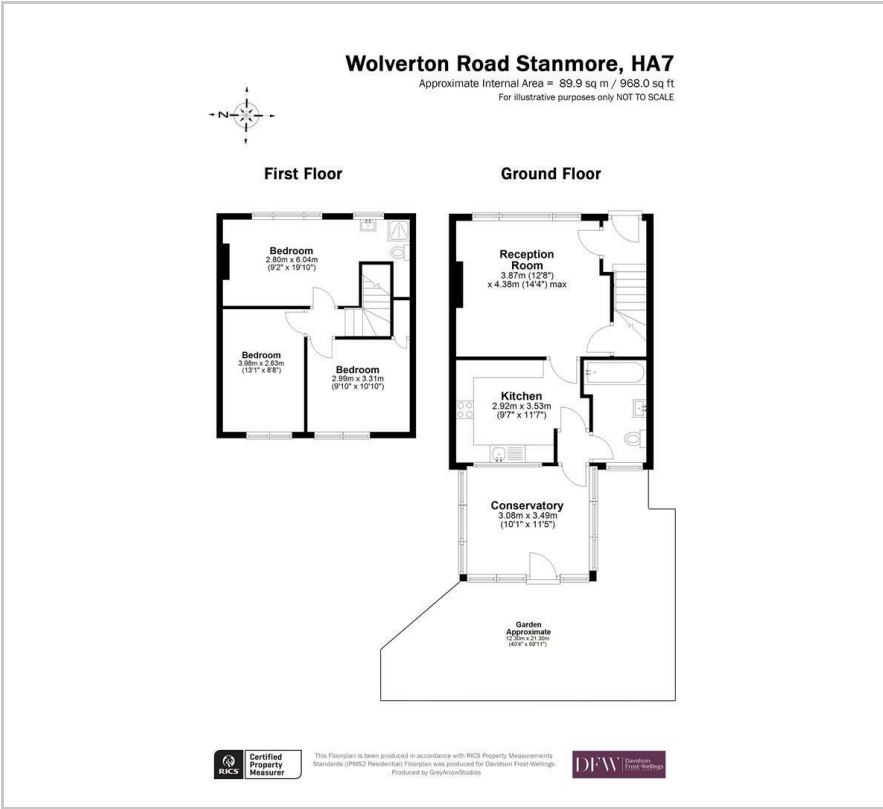 Wolverton Road Stanmore, HA7
Approximate Internal Area = 89.9 sq m / 968.0 sq ft
For illustrative purposes only NOT TO SCALE
N
First Floor
Ground Floor
Bedroom
2.80m x 6.04m
(9'2" x 19'10")
Bedroom
3.98m x 2.63m
(13'1" x 8'8")
Bedroom
2.99m x 3.31m
(9'10" x 10'10")
Reception
Room
3.87m (12'8")
x 4.38m (14'4") max
Kitchen
2.92m x 3.53m
(9'7" x 11'7")
Conservatory
3.08m x 3.49m
(10'1" x 11'5")
Garden
Approximate
12.30m x 21.30m
(40'4" x 69'11")
RICS
Certified
Property
Measurer
This Floorplan is been produced in accordance with RICS Property Measurements
Standards (IPMS2 Residential) Floorplan was produced for Davidson Frost-Wellings.
. Produced by GreyArrowStudios
DFW
Davidson
Frost-Wellings